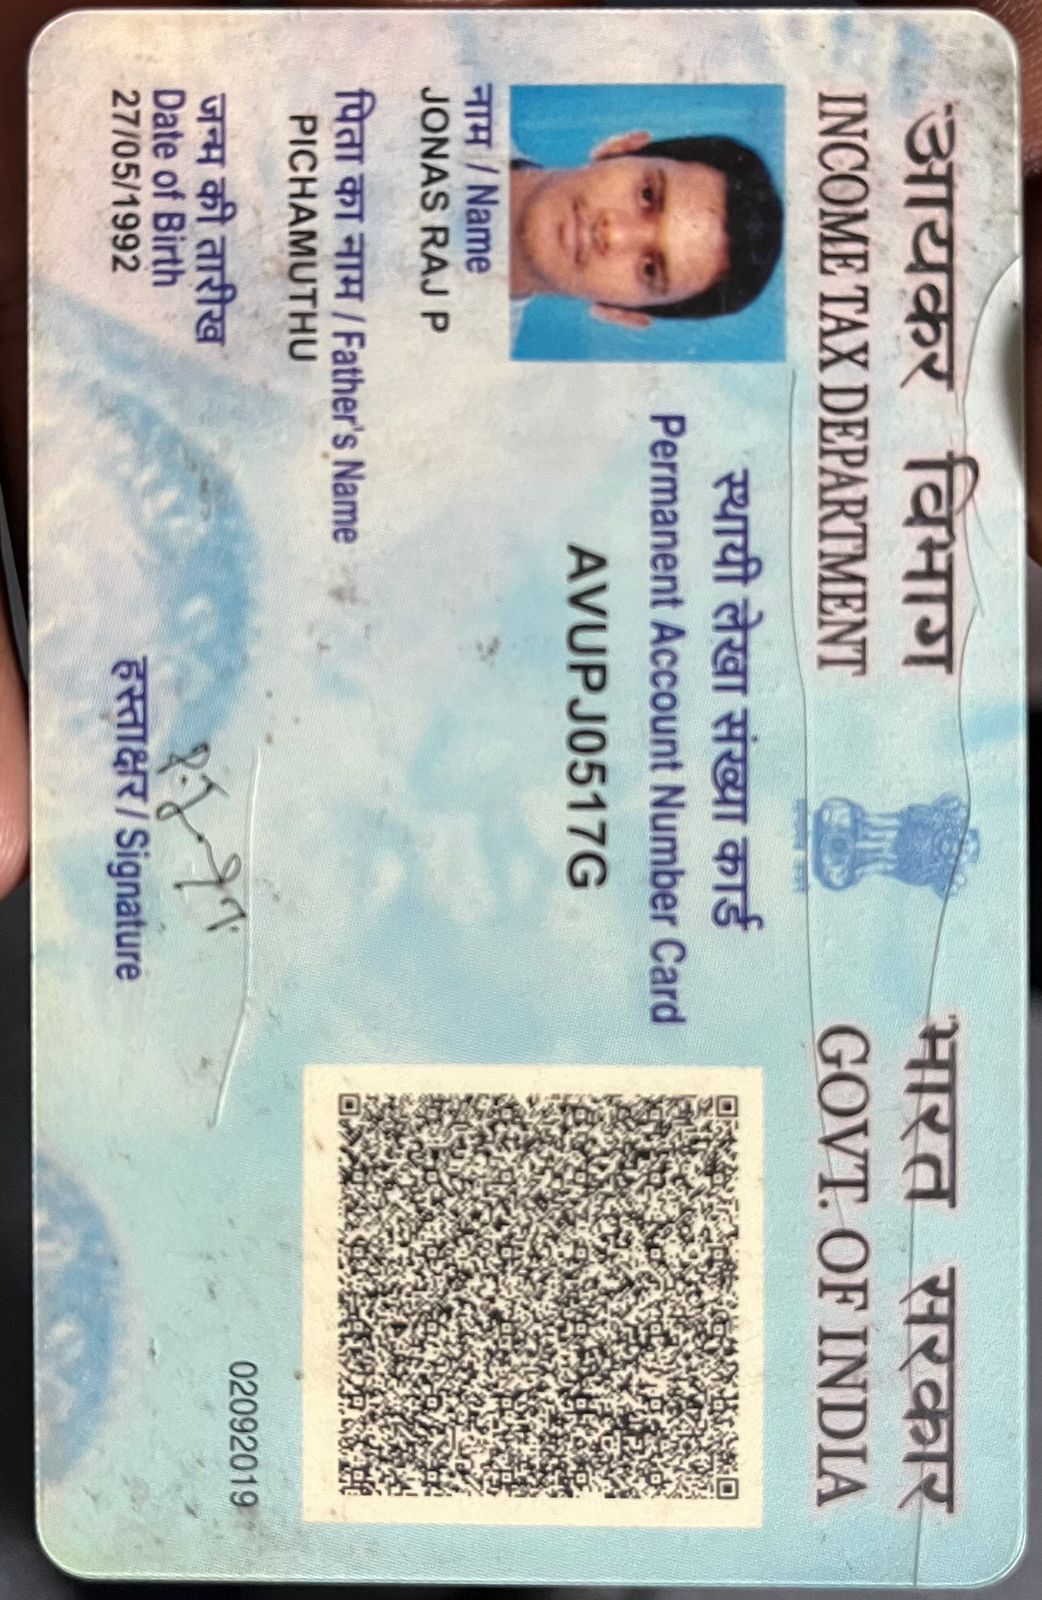 आयकर विभाग
INCOME TAX DEPARTMENT
भारत सरकार
GOVT. OF INDIA
स्थायी लेखा संख्या कार्ड
Permanent Account Number Card
AVUPJ0517G
नाम / Name
JONAS RAJ P
पिता का नाम / Father's Name
PICHAMUTHU
जन्म की तारीख
Date of Birth
27/05/1992
हस्ताक्षर / Signature
02092019